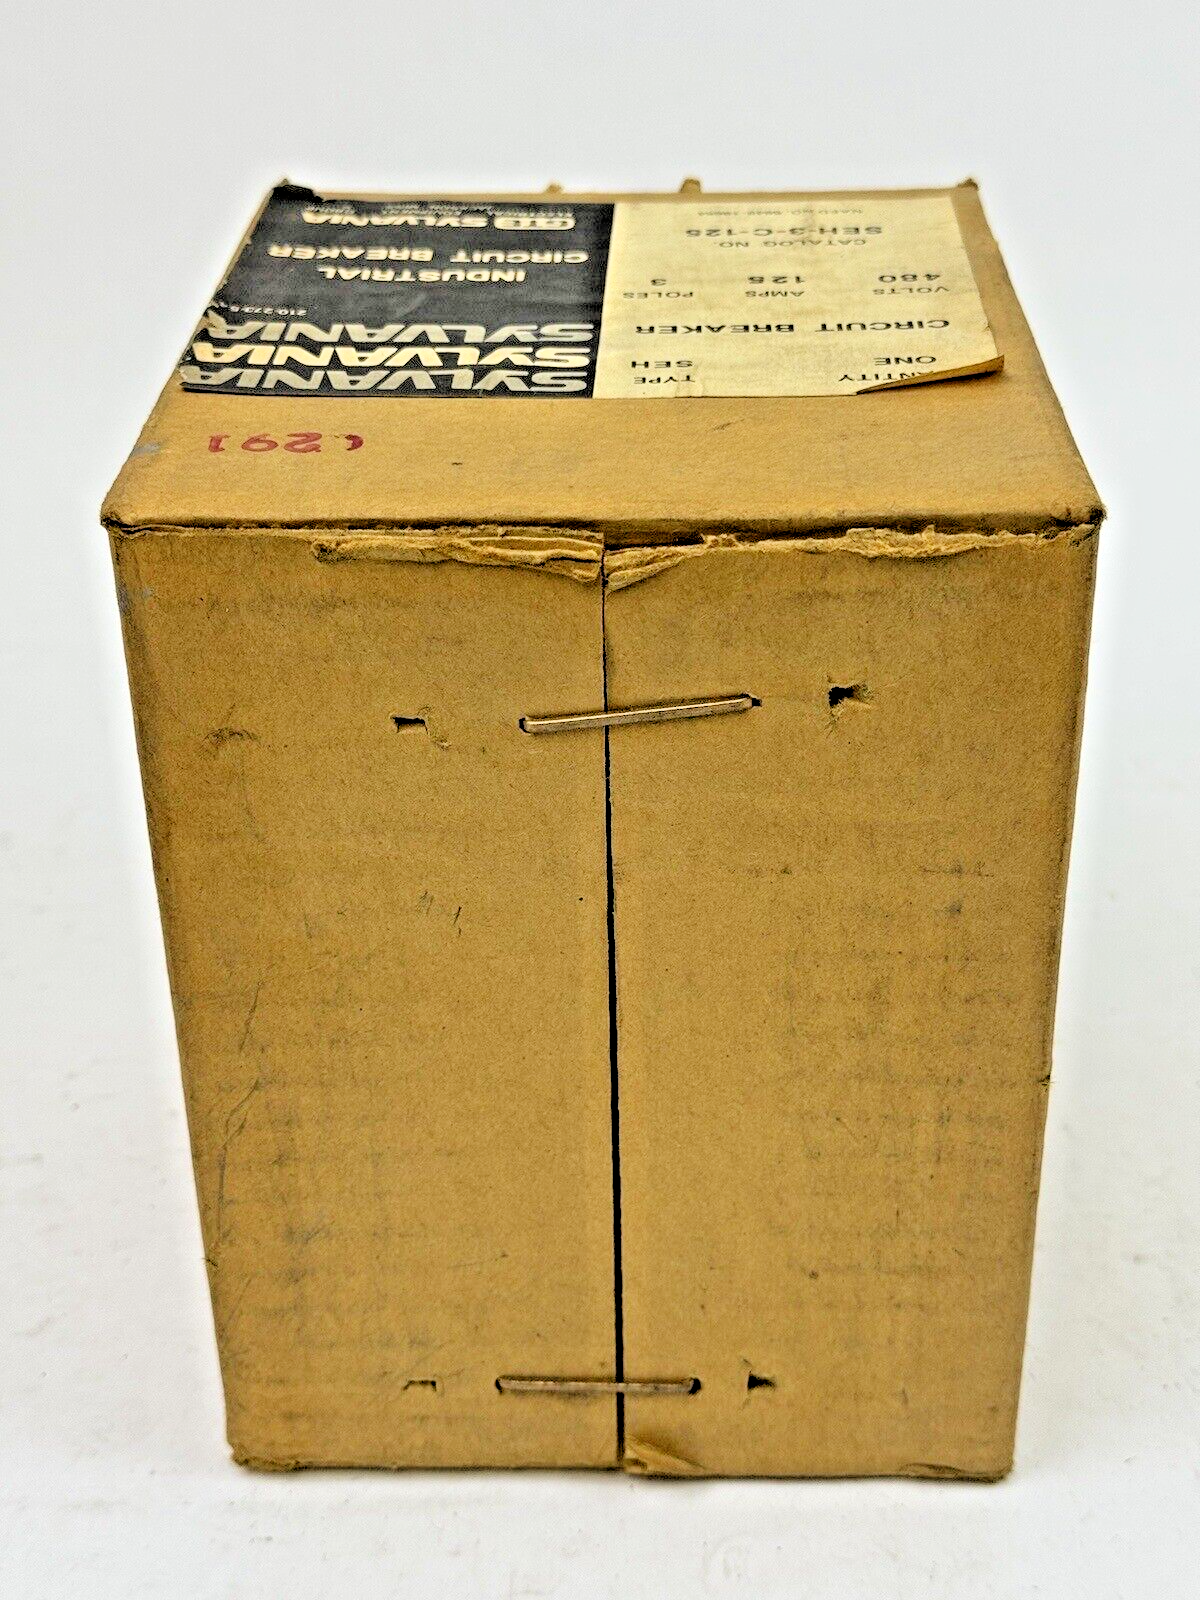 SYLVANIA
SYLVANIA
SYLVANIA
INDUSTRIAL
CIRCUIT BREAKER
GTE SYLVANIA
TYPE
ONE SEH
CIRCUIT BREAKER
VOLTS AMPS POLES
480 125 3
CATALOG NO.
SEH-3-C-125
6291